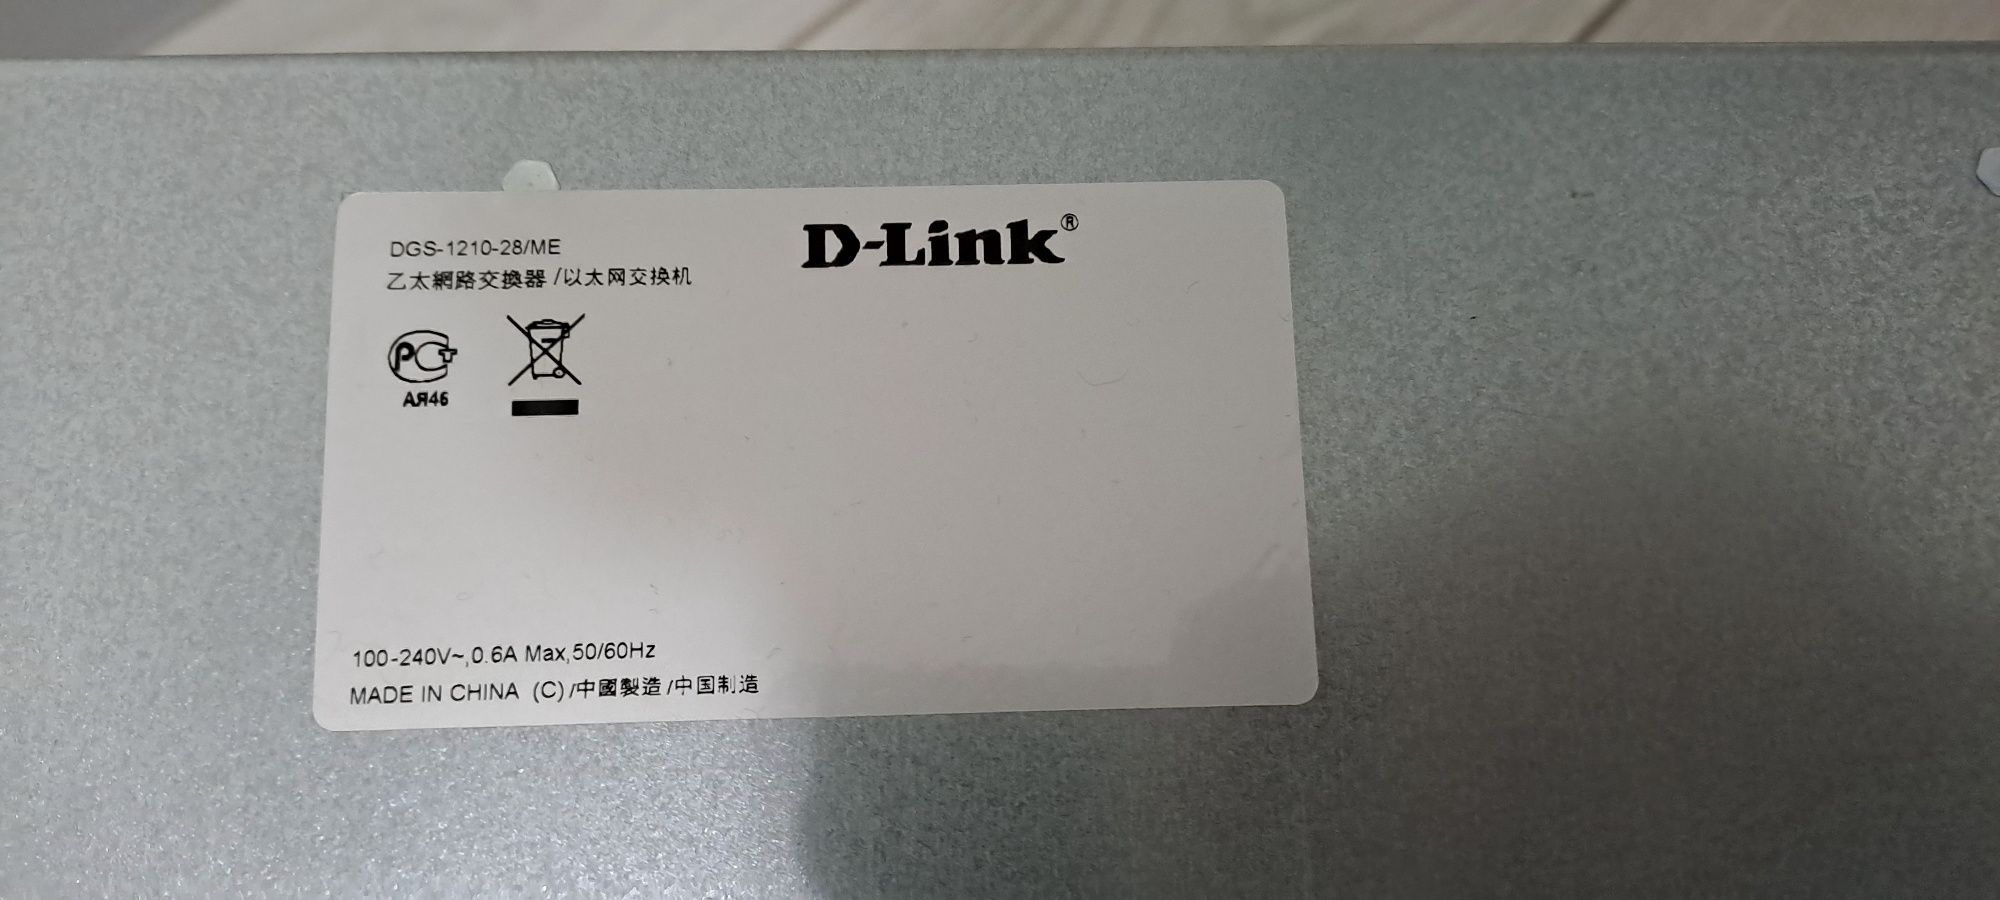 DGS-1210-28/ME
D-Link®
乙太網路交換器 /以太网交换机
PCT
АЯ46
100-240V~,0.6A Max,50/60Hz
MADE IN CHINA (C) /中國製造 /中国制造